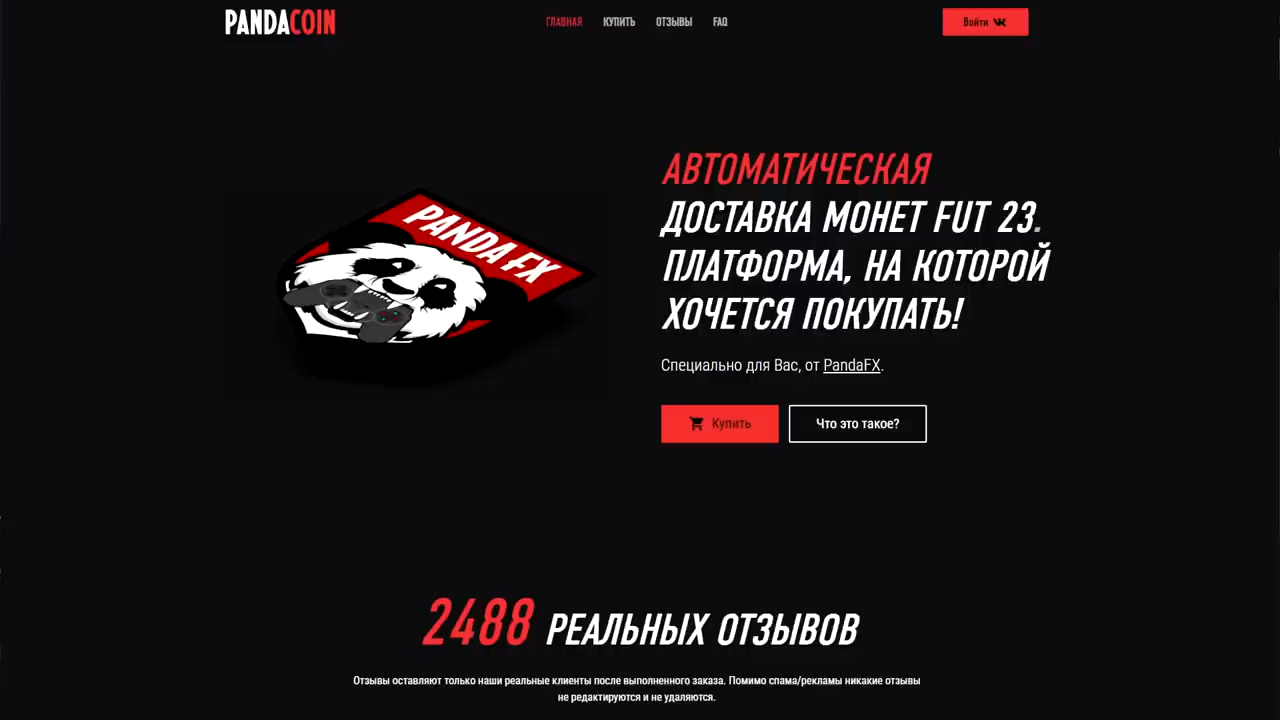 PANDACOIN
ГЛАВНАЯ
КУПИТЬ
ОТЗЫВЫ
FAQ
Войти
PANDA FX
АВТОМАТИЧЕСКАЯ
ДОСТАВКА МОНЕТ FUT 23.
ПЛАТФОРМА, НА КОТОРОЙ
ХОЧЕТСЯ ПОКУПАТЬ!
Специально для Вас, от PandaFX.
Купить
Что это такое?
2488 РЕАЛЬНЫХ ОТЗЫВОВ
Отзывы оставляют только наши реальные клиенты после выполненного заказа. Помимо спама/рекламы никакие отзывы
не редактируются и не удаляются.